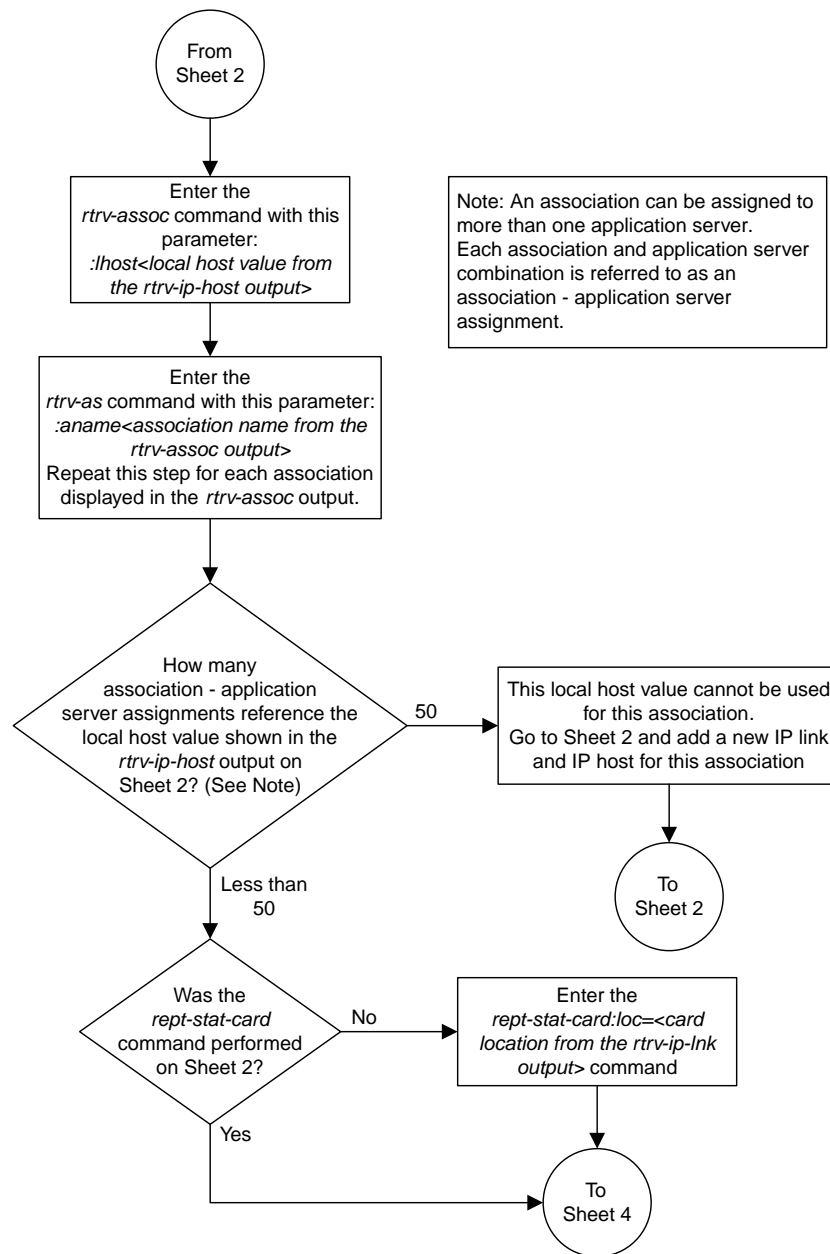 From
Sheet 2
Enter the
rtrv-assoc command with this
parameter:
:lhost<local host value from
the rtrv-ip-host output>
Note: An association can be assigned to
more than one application server.
Each association and application server
combination is referred to as an
association - application server
assignment.
Enter the
rtrv-as command with this parameter:
:aname<association name from the
rtrv-assoc output>
Repeat this step for each association
displayed in the rtrv-assoc output.
How many
association - application
server assignments reference the
local host value shown in the
rtrv-ip-host output on
Sheet 2? (See Note)
50
This local host value cannot be used
for this association.
Go to Sheet 2 and add a new IP link
and IP host for this association
To
Sheet 2
Less than
50
Was the
rept-stat-card
command performed
on Sheet 2?
No
Enter the
rept-stat-card:loc=<card
location from the rtrv-ip-lnk
output> command
Yes
To
Sheet 4